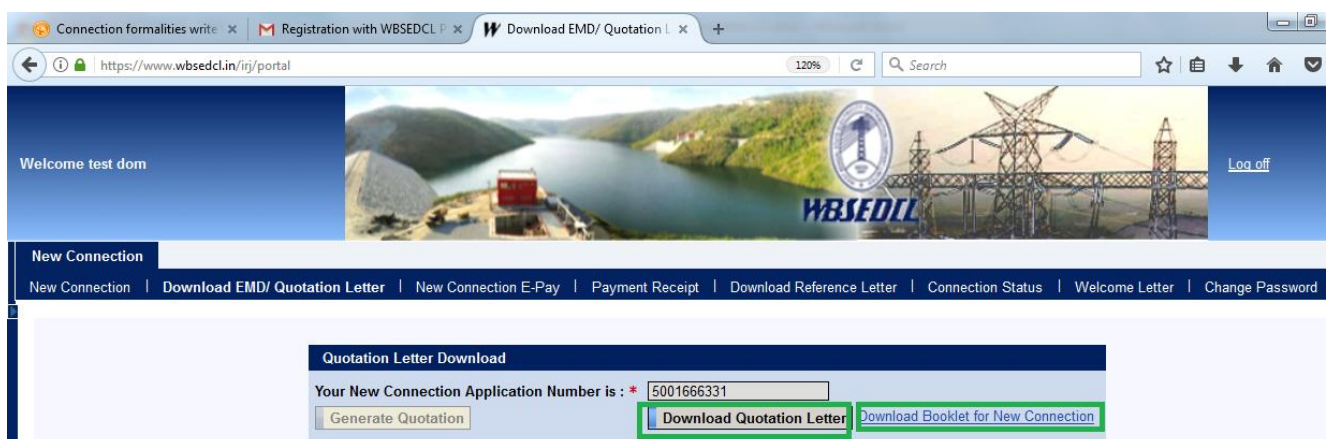 Connection formalities write
Registration with WBSEDCL P
Download EMD/ Quotation L
https://www.wbsedcl.in/irj/portal
120%
Search
Welcome test dom
WBSEDCL
Log off
New Connection
New Connection | Download EMD/ Quotation Letter | New Connection E-Pay | Payment Receipt | Download Reference Letter | Connection Status | Welcome Letter | Change Password
Quotation Letter Download
Your New Connection Application Number is : * 5001666331
Generate Quotation Download Quotation Letter Download Booklet for New Connection